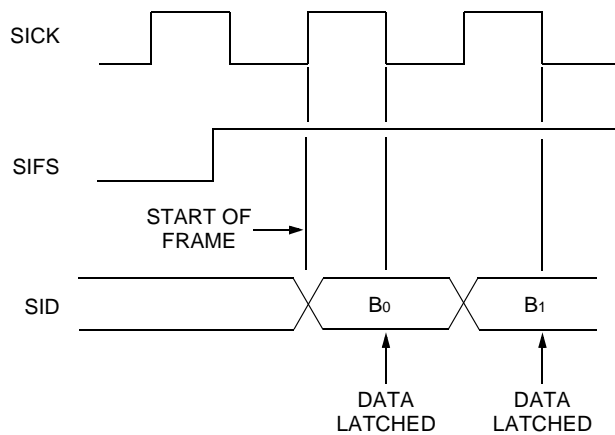 SICK
SIFS
START OF
FRAME
SID
B0
B1
DATA
LATCHED
DATA
LATCHED